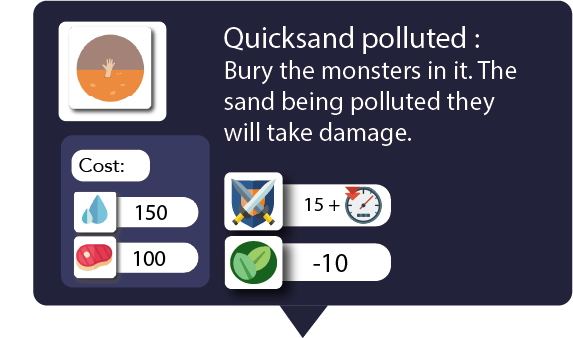 Quicksand polluted :
Bury the monsters in it. The
sand being polluted they
will take damage.
Cost:
150
100
15 +
-10